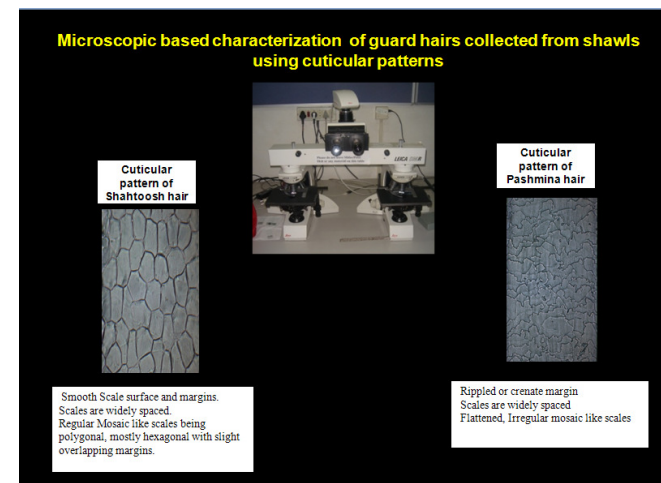 Microscopic based characterization of guard hairs collected from shawls
using cuticular patterns
Cuticular
pattern of
Shahtoosh hair
LEICA
Cuticular
pattern of
Pashmina hair
Smooth Scale surface and margins.
Scales are widely spaced.
Regular Mosaic like scales being
polygonal, mostly hexagonal with slight
overlapping margins.
Rippled or crenate margin
Scales are widely spaced
Flattened, Irregular mosaic like scales